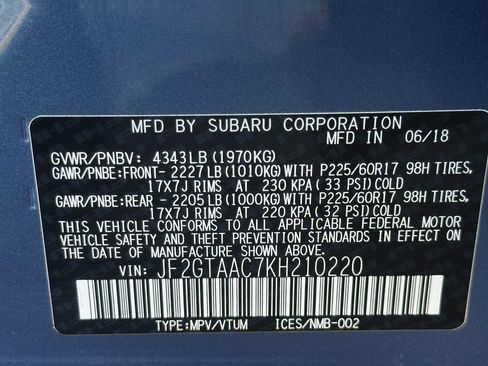 MFD BY SUBARU CORPORATION
MFD IN 06/18
GVWR/PNBV: 4343LB (1970KG)
GAWR/PNBE:FRONT- 2227 LB (1010KG) WITH P225/60R17 98H TIRES,
17X7J RIMS AT 230 KPA (33 PSI) COLD
GAWR/PNBE:REAR - 2205 LB (1000KG) WITH P225/60R17 98H TIRES,
17X7J RIMS AT 220 KPA (32 PSI) COLD
THIS VEHICLE CONFORMS TO ALL APPLICABLE FEDERAL MOTOR
VEHICLE SAFETY AND THEFT PREVENTION STANDARDS IN EFFECT
ON THE DATE OF MANUFACTURE SHOWN ABOVE.
VIN: JF2GTAAC7KH210220
TYPE:MPV/VTUM ICES/NMB-002